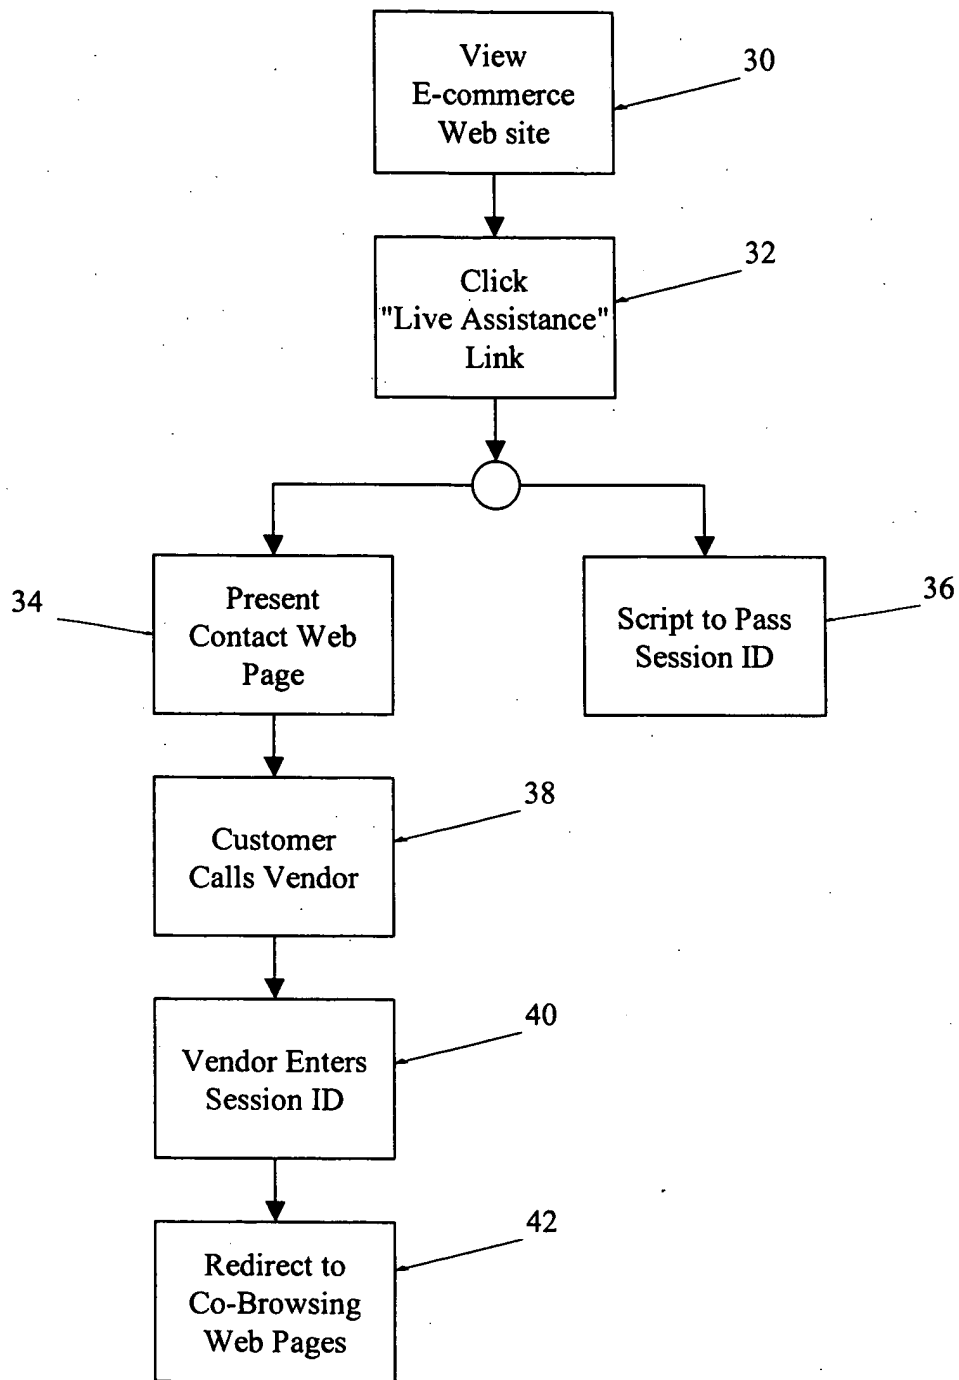 View
E-commerce
Web site
30
Click
"Live Assistance"
Link
32
34
Present
Contact Web
Page
Script to Pass
Session ID
36
Customer
Calls Vendor
38
Vendor Enters
Session ID
40
Redirect to
Co-Browsing
Web Pages
42